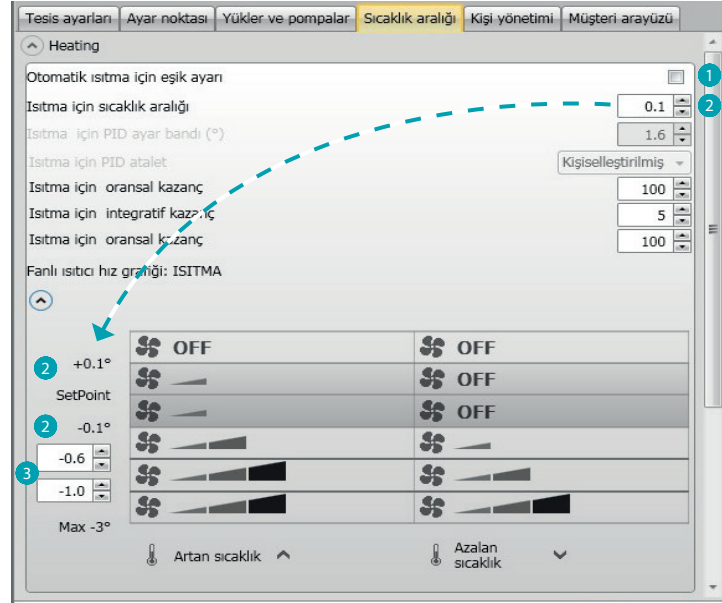 Tesis ayarları Ayar noktası Yükler ve pompalar Sıcaklık aralığı Kişi yönetimi Müşteri arayüzü
Heating
Otomatik ısıtma için eşik ayarı 1
Isıtma için sıcaklık aralığı 0.1 2
Isıtma için PID ayar bandı (°) 1.6
Isıtma için PID atalet Kişiselleştirilmiş
Isıtma için oransal kazanç 100
Isıtma için integratif kazanç 5
Isıtma için oransal kazanç 100
Fanlı ısıtıcı hız grafiği: ISITMA
OFF OFF
2 +0.1°
OFF
SetPoint
OFF
2 -0.1°
-0.6
3
-1.0
Max -3°
Artan sıcaklık Azalan
sıcaklık